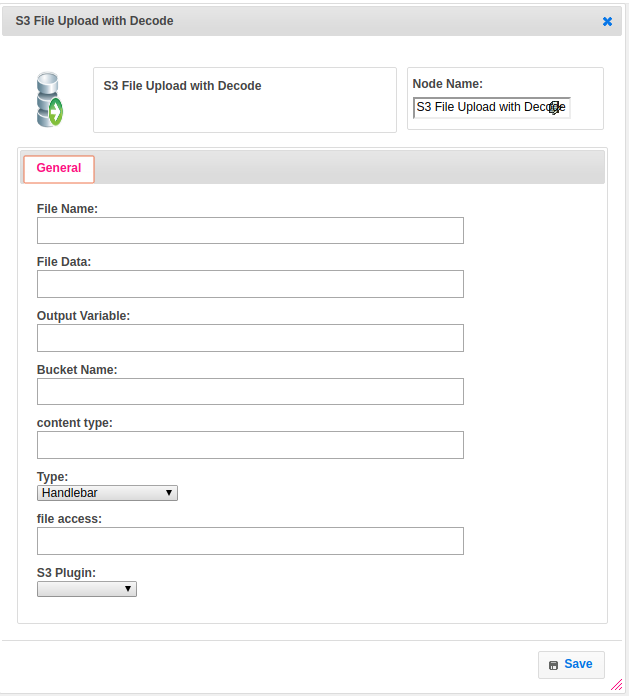 S3 File Upload with Decode
S3 File Upload with Decode
Node Name:
S3 File Upload with Decode
General
File Name:
File Data:
Output Variable:
Bucket Name:
content type:
Type:
Handlebar
file access:
S3 Plugin:
Save